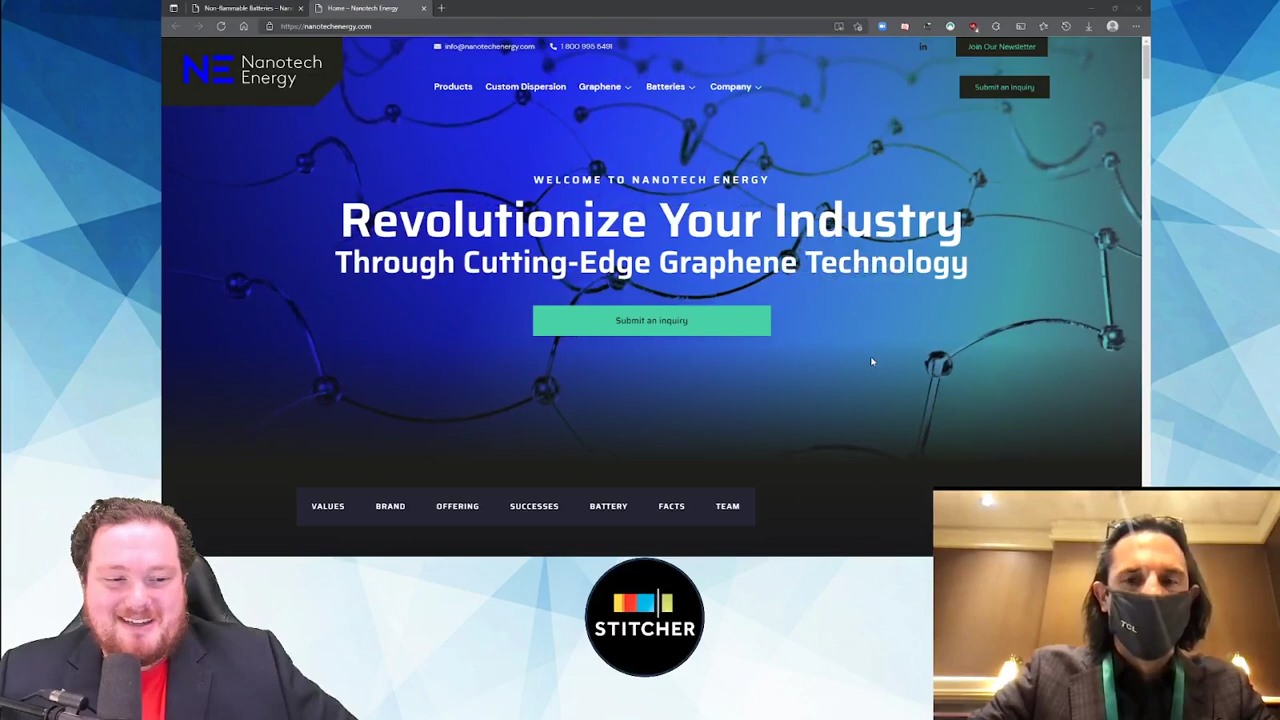 Non-flammable Batteries – Nan
Home – Nanotech Energy
https://nanotechenergy.com
info@nanotechenergy.com
1 800 995 5491
Join Our Newsletter
NE Nanotech
Energy
Products
Custom Dispersion
Graphene
Batteries
Company
Submit an inquiry
WELCOME TO NANOTECH ENERGY
Revolutionize Your Industry
Through Cutting-Edge Graphene Technology
Submit an inquiry
VALUES
BRAND
OFFERING
SUCCESSES
BATTERY
FACTS
TEAM
STITCHER
TCL